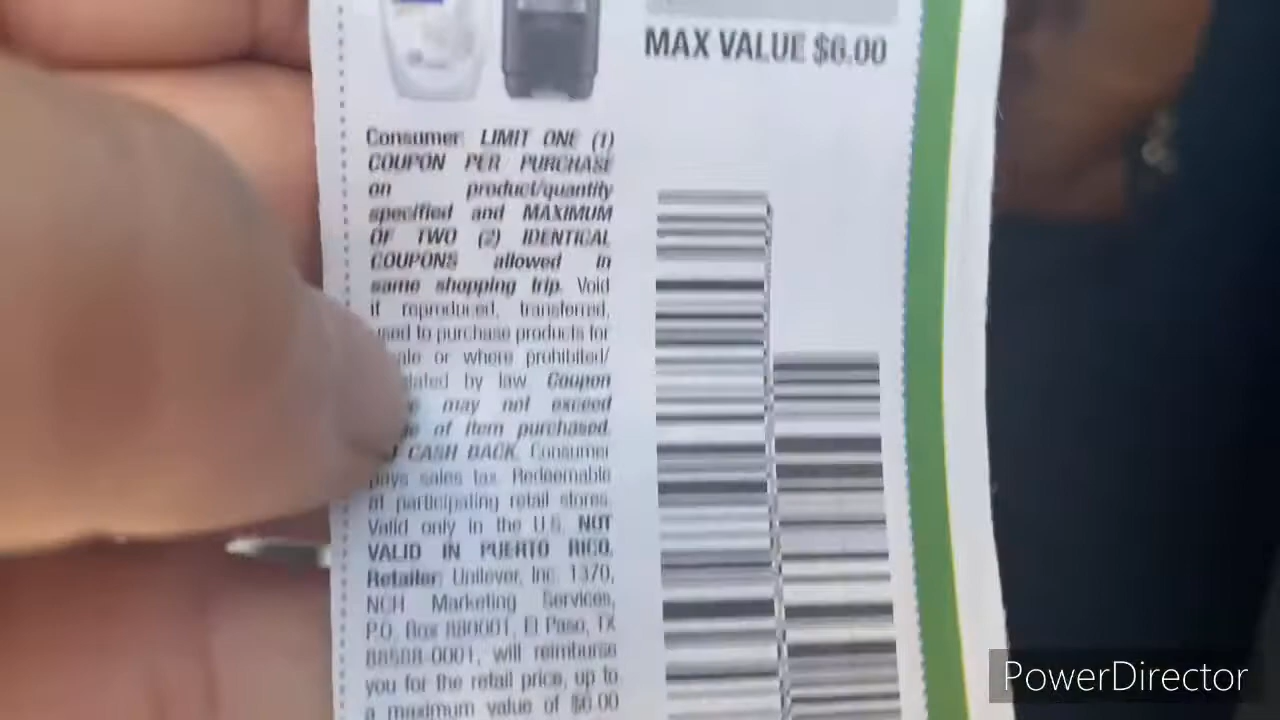 MAX VALUE $6.00
Consumer: LIMIT ONE (1)
COUPON PER PURCHASE
on product/quantity
specified and MAXIMUM
OF TWO (2) IDENTICAL
COUPONS allowed in
same shopping trip. Void
if reproduced, transferred,
used to purchase products for
or where prohibited/
by law. Coupon
may not exceed
of item purchased.
CASH BACK. Consumer
pays sales tax. Redeemable
at participating retail stores.
Valid only in the U.S. NOT
VALID IN PUERTO RICO.
Retailer: Unilever, Inc. 1370,
NCH Marketing Services,
P.O. Box 880001, El Paso, TX
88588-0001, will reimburse
you for the retail price, up to
a maximum value of $6.00
PowerDirector